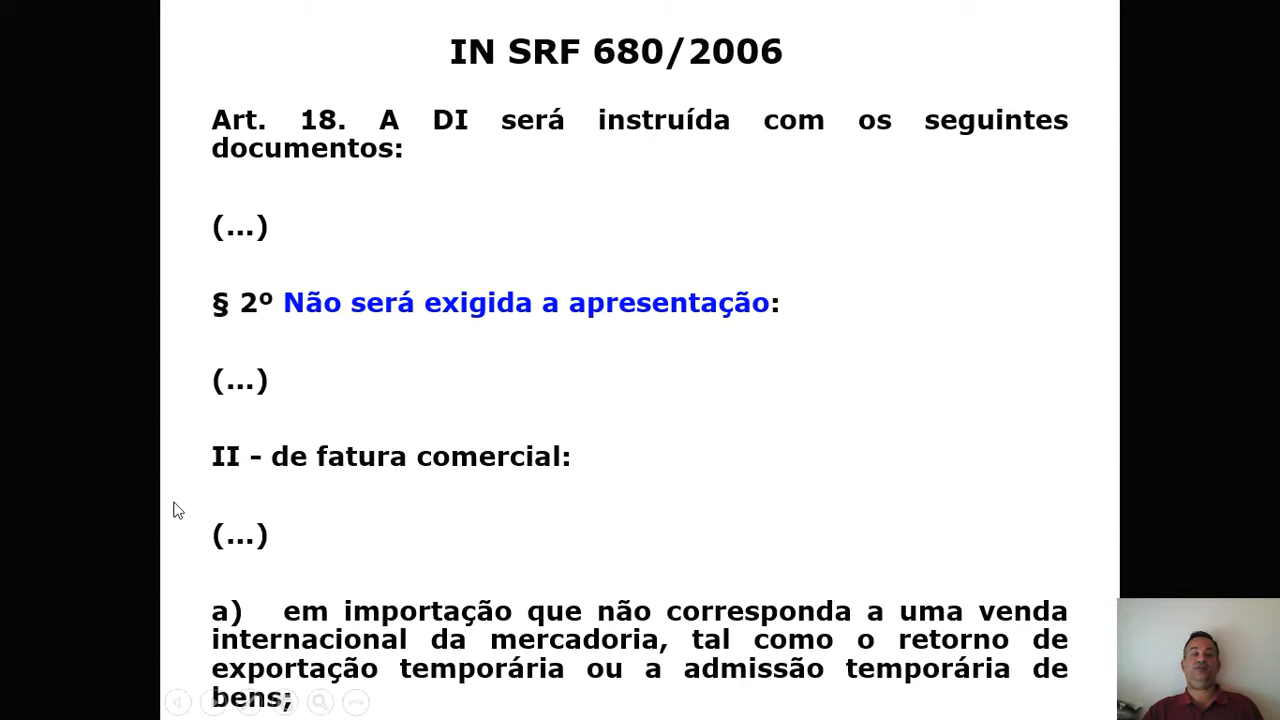 IN SRF 680/2006
Art. 18. A DI será instruída com os seguintes
documentos:
(...)
§ 2º Não será exigida a apresentação:
(...)
II - de fatura comercial:
(...)
a) em importação que não corresponda a uma venda
internacional da mercadoria, tal como o retorno de
exportação temporária ou a admissão temporária de
bens;